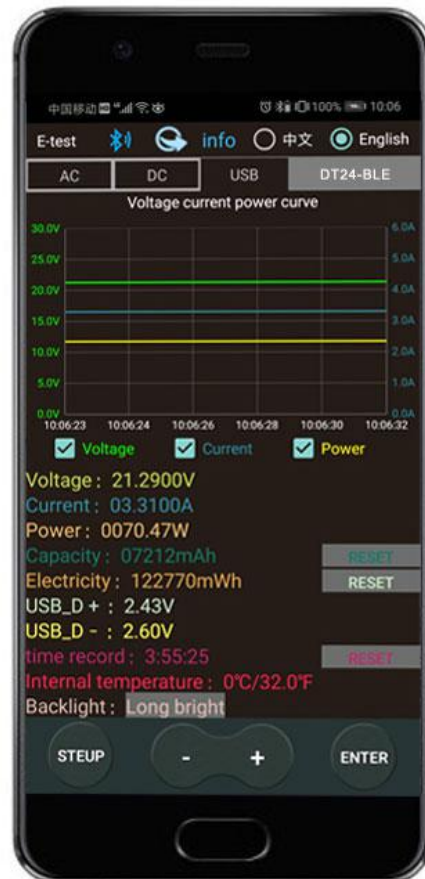 中国移动 HD 4G 100% 10:06
E-test info 中文 English
AC DC USB DT24-BLE
Voltage current power curve
30.0V 6.0A
25.0V 5.0A
20.0V 4.0A
15.0V 3.0A
10.0V 2.0A
5.0V 1.0A
0.0V 0.0A
10:06:23 10:06:24 10:06:26 10:06:28 10:06:30 10:06:32
Voltage Current Power
Voltage : 21.2900V
Current : 03.3100A
Power : 0070.47W
Capacity : 07212mAh RESET
Electricity : 122770mWh RESET
USB_D + : 2.43V
USB_D - : 2.60V
time record : 3:55:25 RESET
Internal temperature : 0℃/32.0℉
Backlight : Long bright
STEUP - + ENTER